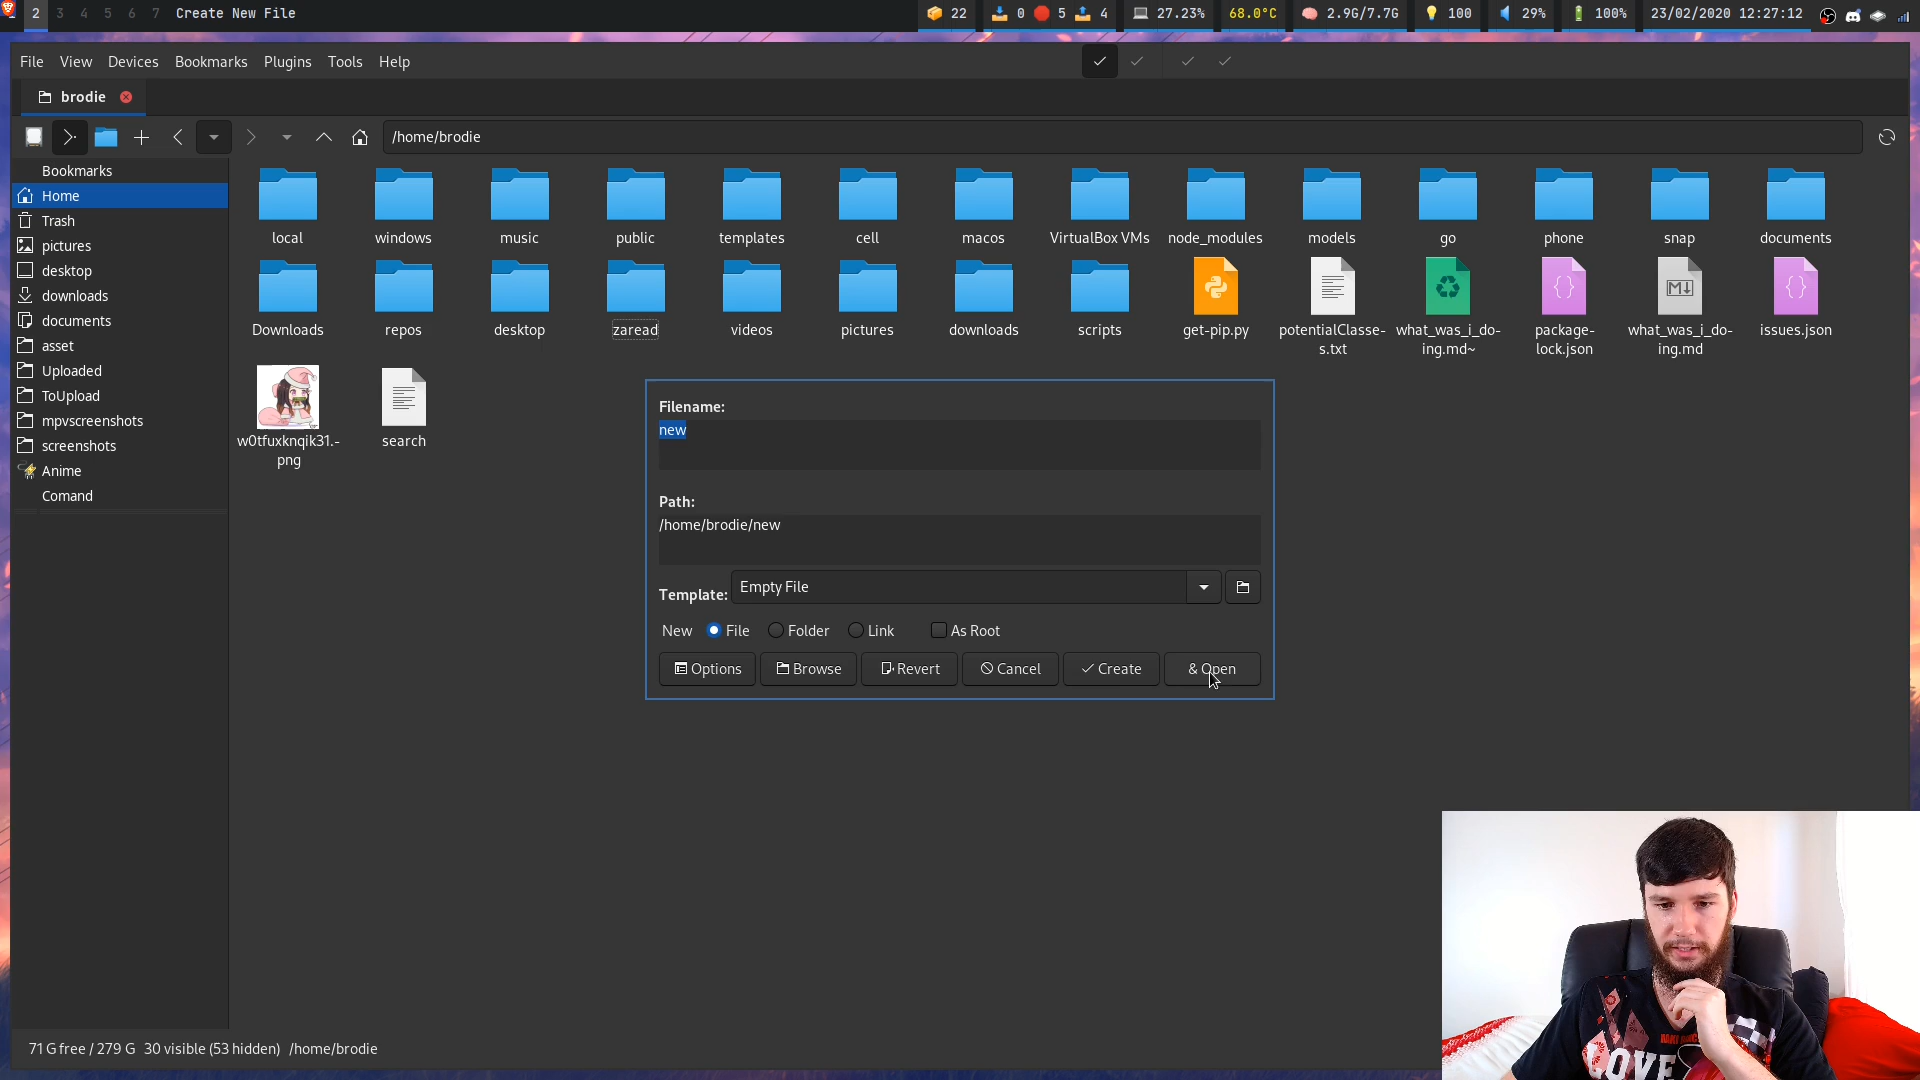 2 3 4 5 6 7 Create New File 22 0 5 4 27.23% 68.0°C 2.9G/7.7G 100 29% 100% 23/02/2020 12:27:12
File View Devices Bookmarks Plugins Tools Help
brodie
/home/brodie
Bookmarks
Home
Trash
pictures
desktop
downloads
documents
asset
Uploaded
ToUpload
mpvscreenshots
screenshots
Anime
Comand
local windows music public templates cell macos VirtualBox VMs node_modules models go phone snap documents
Downloads repos desktop zaread videos pictures downloads scripts get-pip.py potentialClasse- what_was_i_do- package- what_was_i_do- issues.json
s.txt ing.md~ lock.json ing.md
w0tfuxknqik31.- search
png
Filename:
new
Path:
/home/brodie/new
Template: Empty File
New File Folder Link As Root
Options Browse Revert Cancel Create & Open
71 G free / 279 G 30 visible (53 hidden) /home/brodie
LOVE